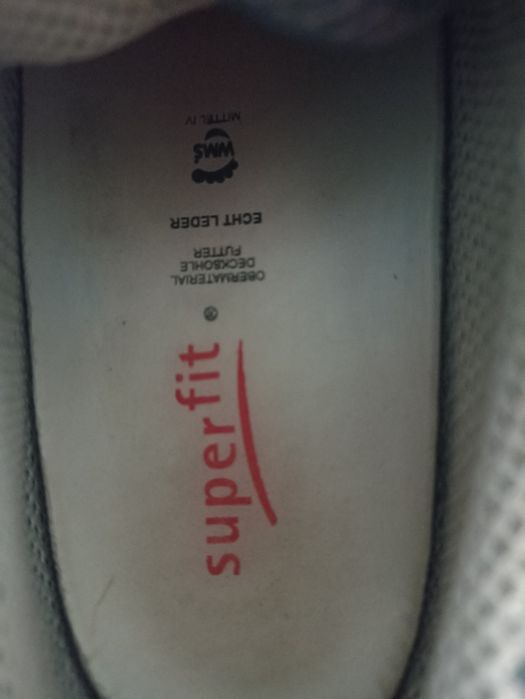 superfit
®
OBERMATERIAL
DECKSOHLE
FUTTER
ECHT LEDER
WMS
MITTEL IV